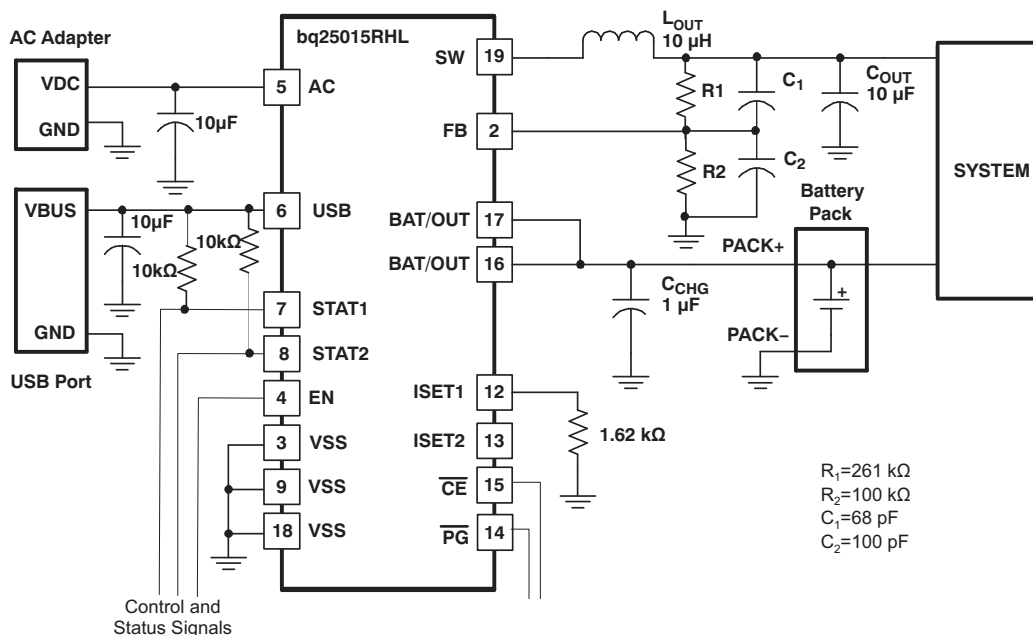 AC Adapter
VDC
GND
10µF
VBUS
10µF
10kΩ
10kΩ
GND
USB Port
Control and
Status Signals
bq25015RHL
5 AC
6 USB
7 STAT1
8 STAT2
4 EN
3 VSS
9 VSS
18 VSS
SW 19
FB 2
BAT/OUT 17
BAT/OUT 16
ISET1 12
ISET2 13
CE 15
PG 14
LOUT
10 µH
R1
C1
COUT
10 µF
R2
C2
SYSTEM
Battery
Pack
PACK+
CCHG
1 µF
+
PACK–
1.62 kΩ
R1=261 kΩ
R2=100 kΩ
C1=68 pF
C2=100 pF